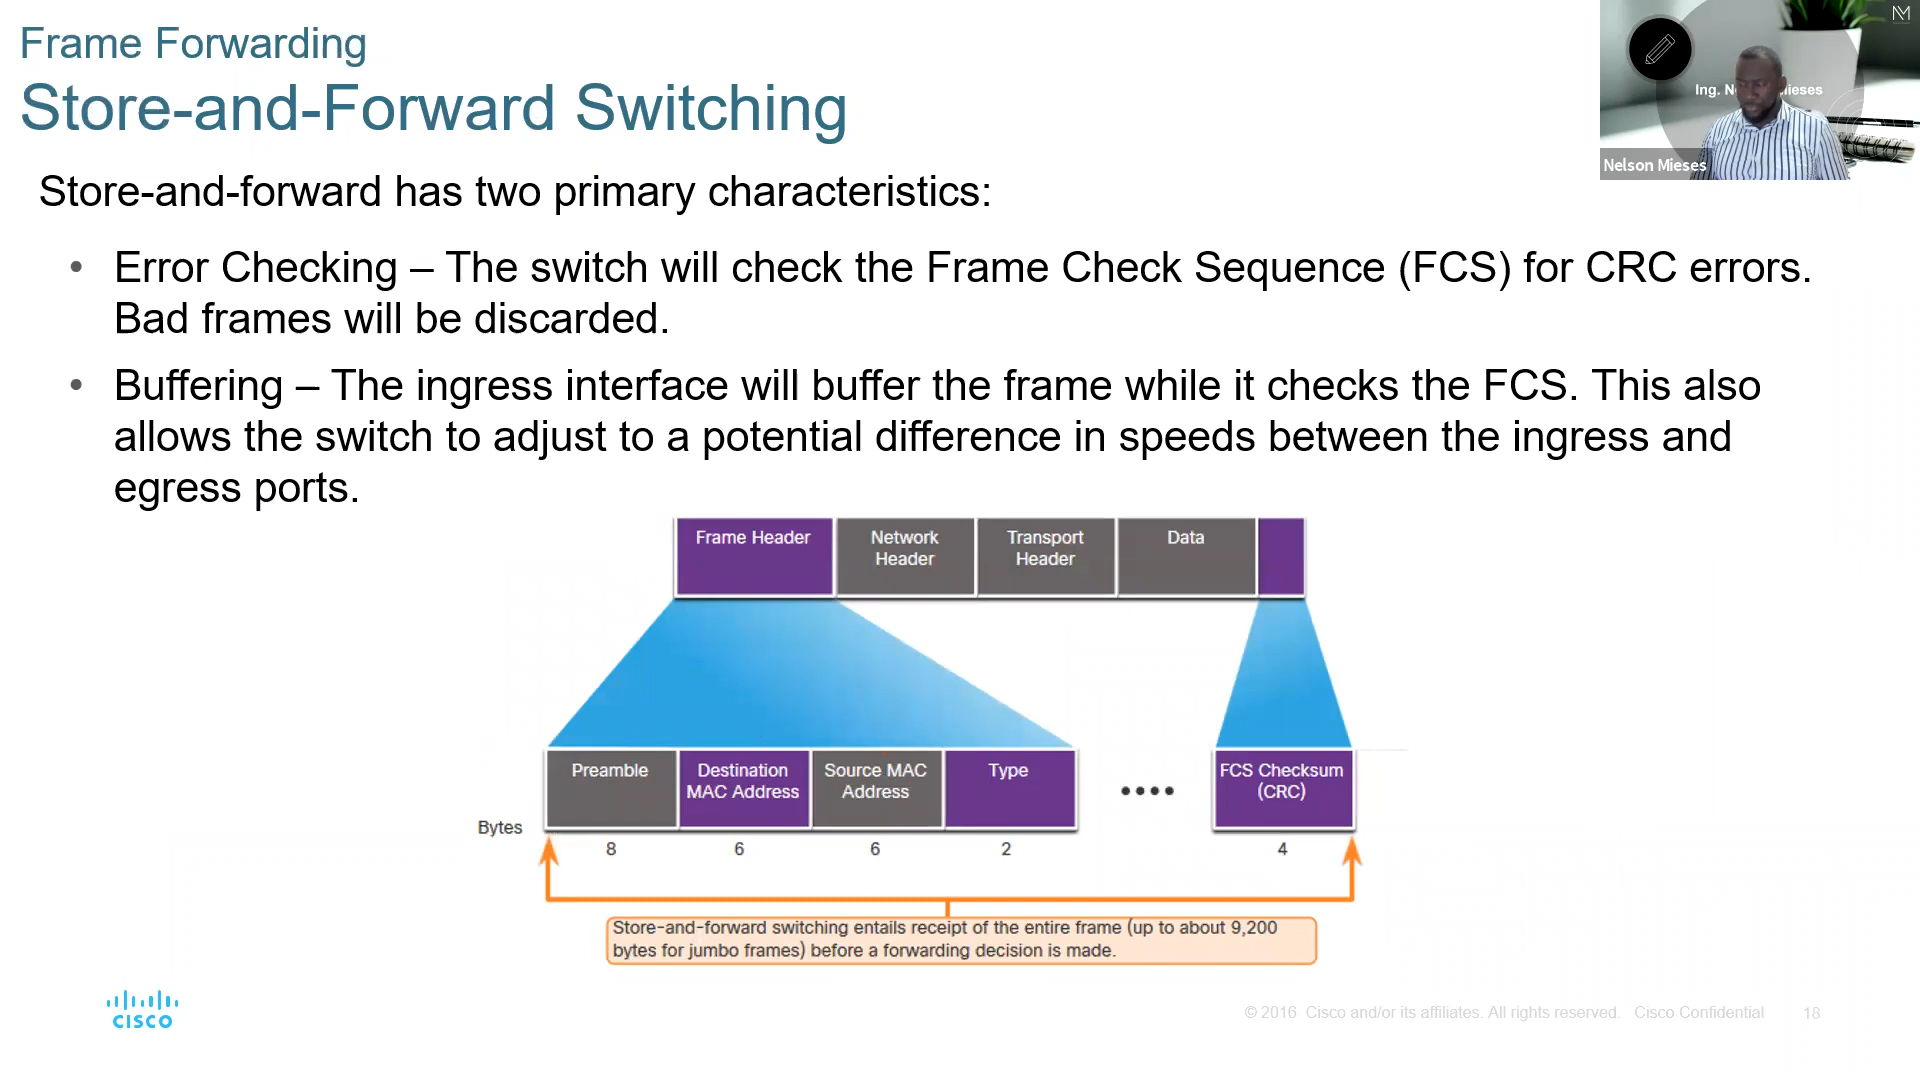 Frame Forwarding
Store-and-Forward Switching
Ing. N ieses
Nelson Mieses
Store-and-forward has two primary characteristics:
• Error Checking – The switch will check the Frame Check Sequence (FCS) for CRC errors.
Bad frames will be discarded.
• Buffering – The ingress interface will buffer the frame while it checks the FCS. This also
allows the switch to adjust to a potential difference in speeds between the ingress and
egress ports.
Frame Header
Network
Header
Transport
Header
Data
Preamble
Destination
MAC Address
Source MAC
Address
Type
••••
FCS Checksum
(CRC)
Bytes
8
6
6
2
4
Store-and-forward switching entails receipt of the entire frame (up to about 9,200
bytes for jumbo frames) before a forwarding decision is made.
CISCO
© 2016 Cisco and/or its affiliates. All rights reserved. Cisco Confidential
18